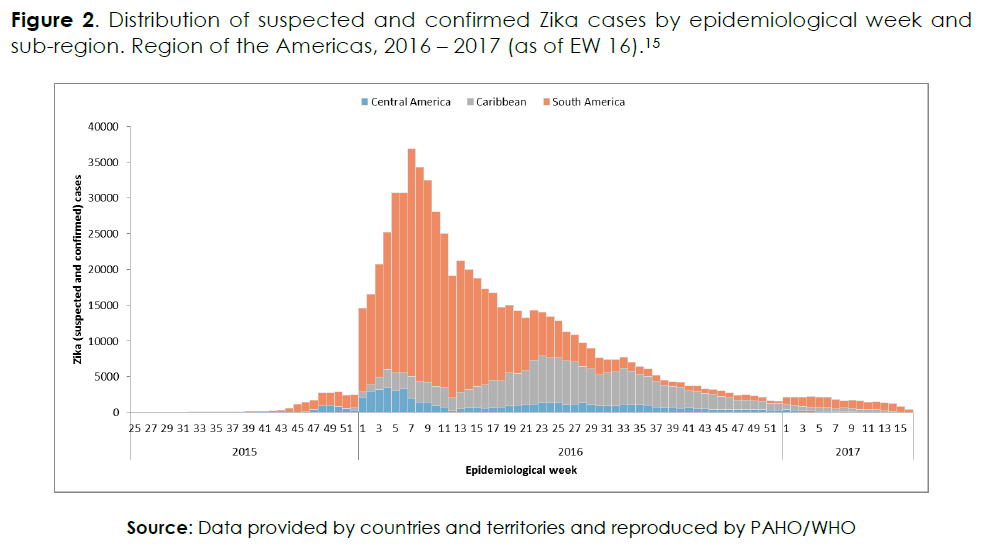 Figure 2. Distribution of suspected and confirmed Zika cases by epidemiological week and
sub-region. Region of the Americas, 2016 – 2017 (as of EW 16).15
Central America Caribbean South America
40000
35000
30000
25000
20000
15000
10000
5000
0
Zika (suspected and confirmed) cases
25 27 29 31 33 35 37 39 41 43 45 47 49 51 1 3 5 7 9 11 13 15 17 19 21 23 25 27 29 31 33 35 37 39 41 43 45 47 49 51 1 3 5 7 9 11 13 15
2015 2016 2017
Epidemiological week
Source: Data provided by countries and territories and reproduced by PAHO/WHO